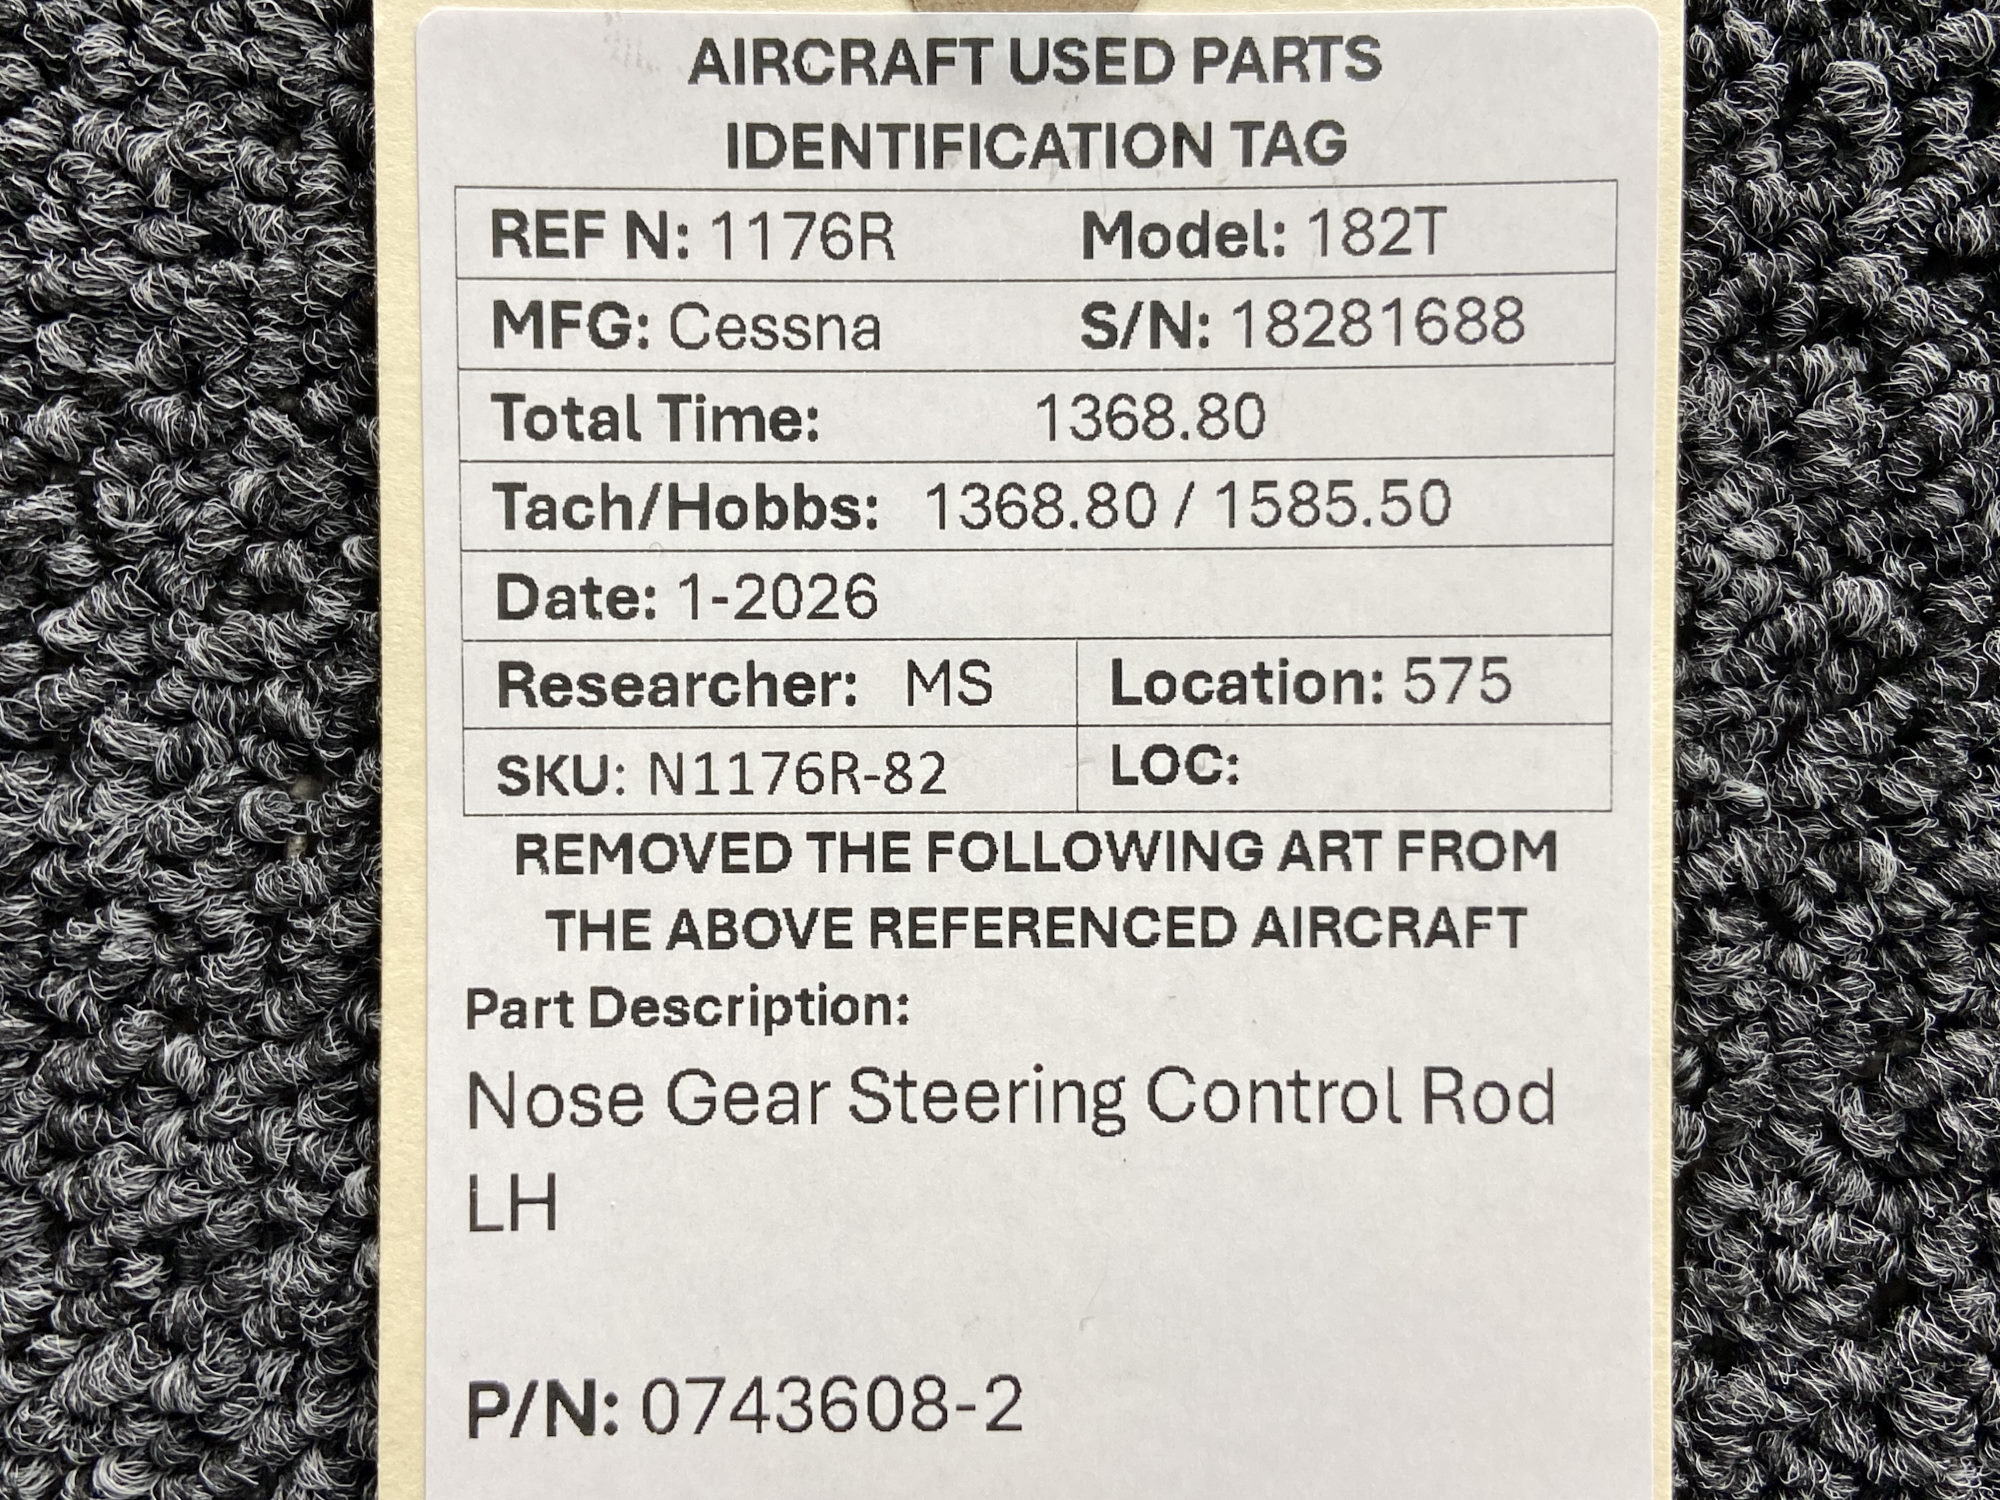 AIRCRAFT USED PARTS
IDENTIFICATION TAG
REF N: 1176R Model: 182T
MFG: Cessna S/N: 18281688
Total Time: 1368.80
Tach/Hobbs: 1368.80 / 1585.50
Date: 1-2026
Researcher: MS Location: 575
SKU: N1176R-82 LOC:
REMOVED THE FOLLOWING ART FROM
THE ABOVE REFERENCED AIRCRAFT
Part Description:
Nose Gear Steering Control Rod
LH
P/N: 0743608-2